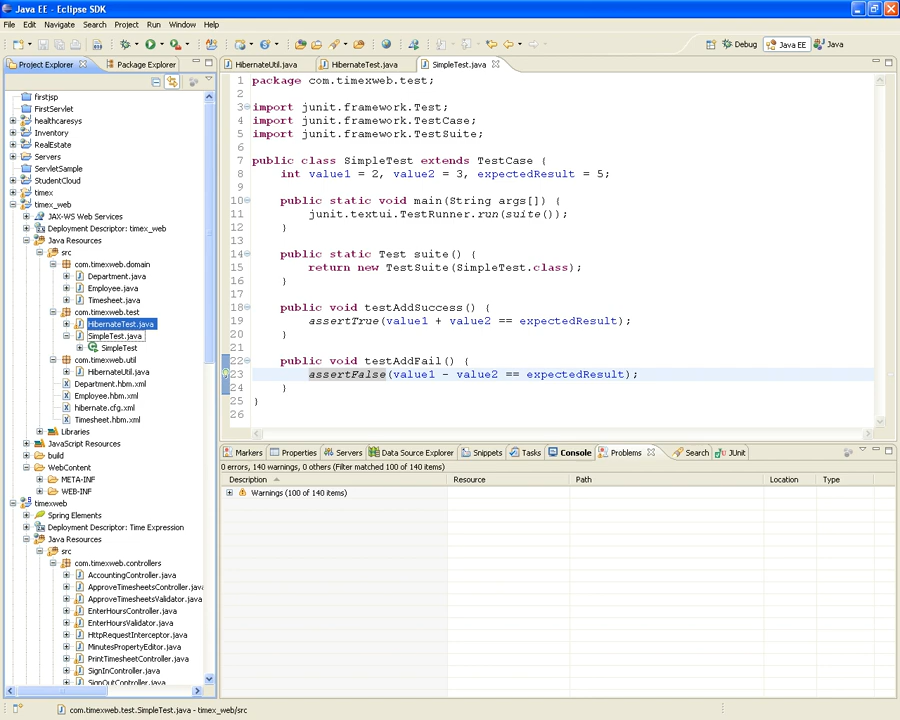 Java EE - Eclipse SDK
File Edit Navigate Search Project Run Window Help
Debug Java EE Java
Project Explorer Package Explorer
firstjsp
FirstServlet
healthcaresys
Inventory
RealEstate
Servers
ServletSample
StudentCloud
timex
timex_web
JAX-WS Web Services
Deployment Descriptor: timex_web
Java Resources
src
com.timexweb.domain
Department.java
Employee.java
Timesheet.java
com.timexweb.test
HibernateTest.java
SimpleTest.java
SimpleTest
com.timexweb.util
HibernateUtil.java
Department.hbm.xml
Employee.hbm.xml
hibernate.cfg.xml
Timesheet.hbm.xml
Libraries
JavaScript Resources
build
WebContent
META-INF
WEB-INF
timexweb
Spring Elements
Deployment Descriptor: Time Expression
Java Resources
src
com.timexweb.controllers
AccountingController.java
ApproveTimesheetsController.java
ApproveTimesheetsValidator.java
EnterHoursController.java
EnterHoursValidator.java
HttpRequestInterceptor.java
MinutesPropertyEditor.java
PrintTimesheetController.java
SignInController.java
SignOutController.java
HibernateUtil.java HibernateTest.java SimpleTest.java
1 package com.timexweb.test;
2
3 import junit.framework.Test;
4 import junit.framework.TestCase;
5 import junit.framework.TestSuite;
6
7 public class SimpleTest extends TestCase {
8 int value1 = 2, value2 = 3, expectedResult = 5;
9
10 public static void main(String args[]) {
11 junit.textui.TestRunner.run(suite());
12 }
13
14 public static Test suite() {
15 return new TestSuite(SimpleTest.class);
16 }
17
18 public void testAddSuccess() {
19 assertTrue(value1 + value2 == expectedResult);
20 }
21
22 public void testAddFail() {
23 assertFalse(value1 - value2 == expectedResult);
24 }
25 }
26
Markers Properties Servers Data Source Explorer Snippets Tasks Console Problems Search JUnit
0 errors, 140 warnings, 0 others (Filter matched 100 of 140 items)
Description Resource Path Location Type
Warnings (100 of 140 items)
com.timexweb.test.SimpleTest.java - timex_web/src